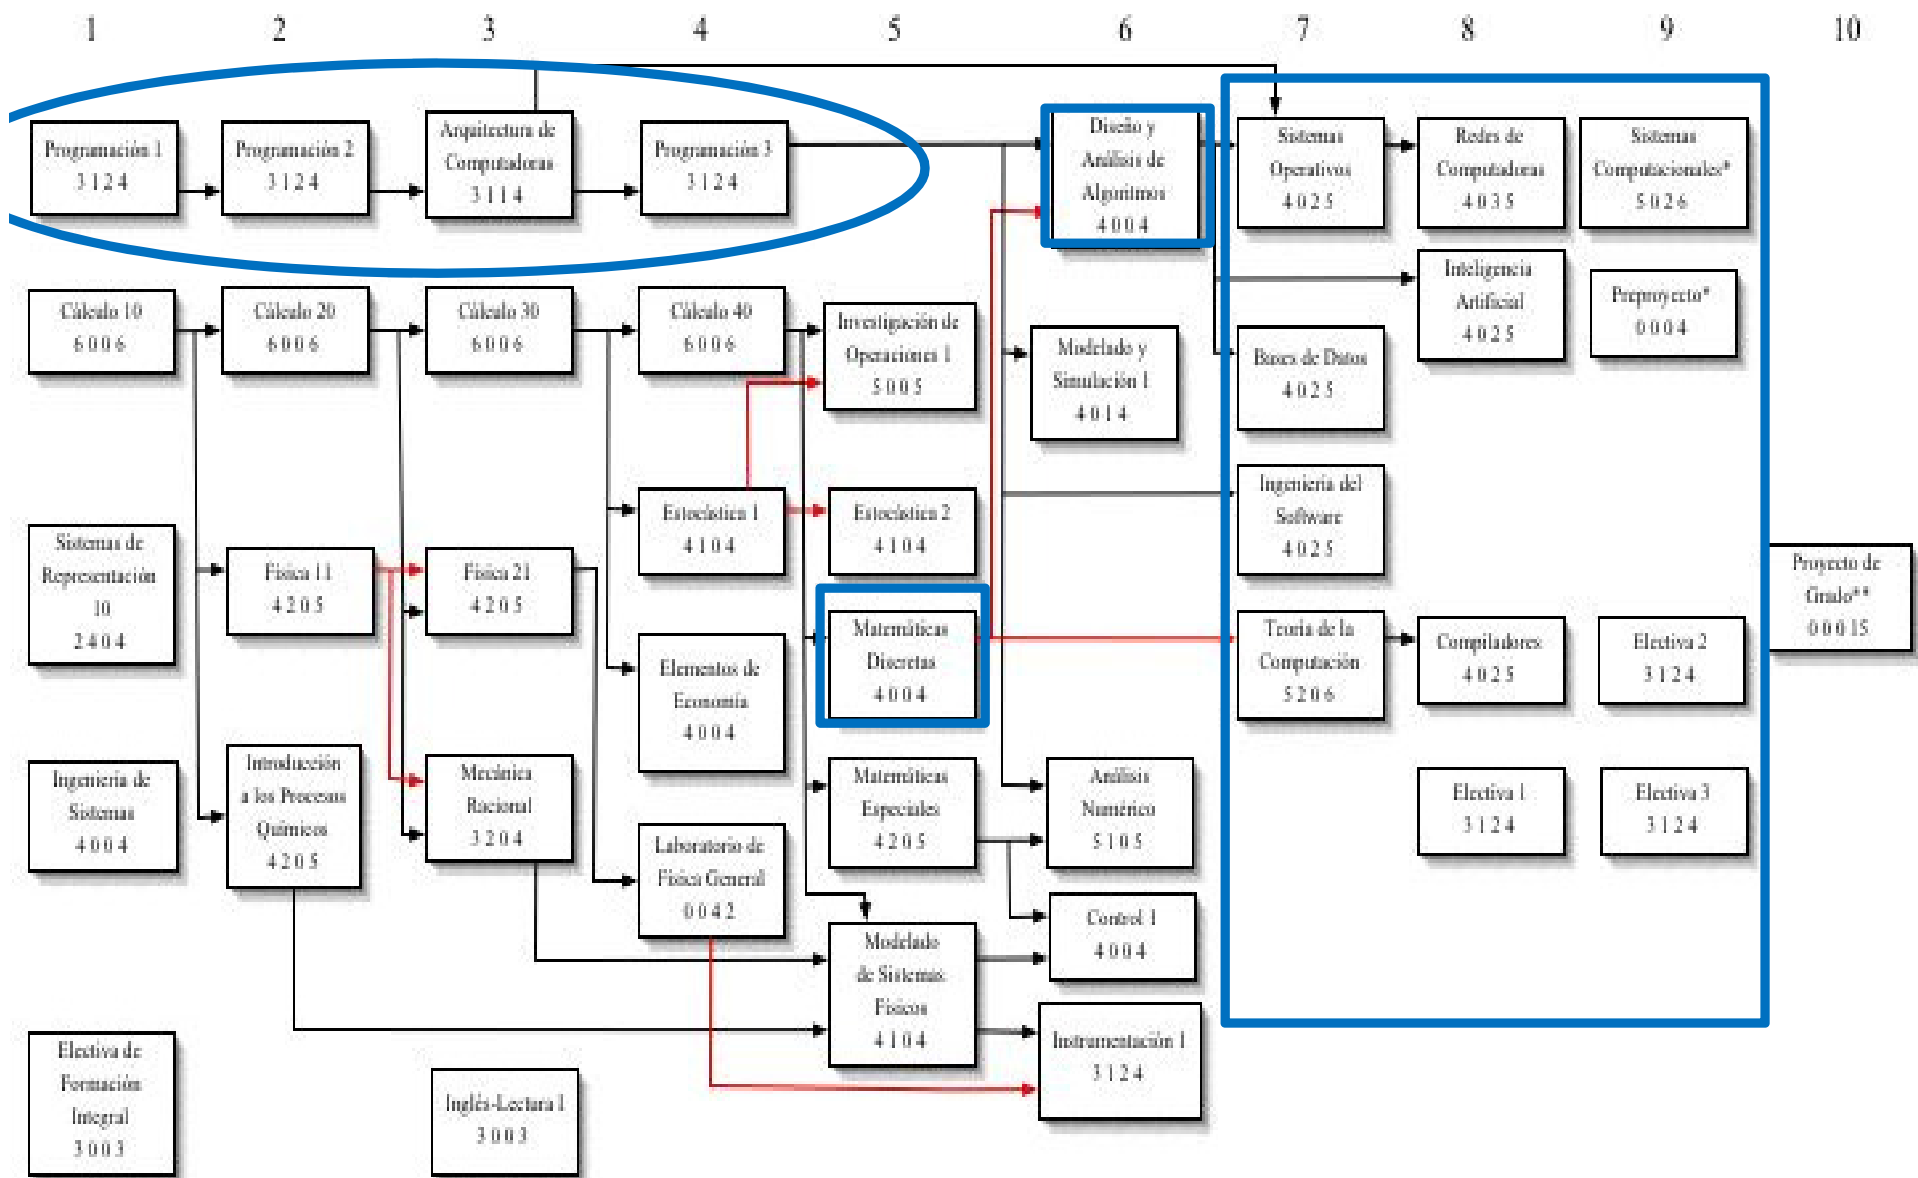 1 2 3 4 5 6 7 8 9 10
Programación 1
3 1 2 4
Programación 2
3 1 2 4
Arquitectura de
Computadoras
3 1 1 4
Programación 3
3 1 2 4
Diseño y
Análisis de
Algoritmos
4 0 0 4
Sistemas
Operativos
4 0 2 5
Redes de
Computadoras
4 0 3 5
Sistemas
Computacionales*
5 0 2 6
Cálculo 10
6 0 0 6
Cálculo 20
6 0 0 6
Cálculo 30
6 0 0 6
Cálculo 40
6 0 0 6
Investigación de
Operaciones 1
5 0 0 5
Modelado y
Simulación 1
4 0 1 4
Bases de Datos
4 0 2 5
Inteligencia
Artificial
4 0 2 5
Preproyecto*
0 0 0 4
Sistemas de
Representación
10
2 4 0 4
Física 11
4 2 0 5
Física 21
4 2 0 5
Estocástica 1
4 1 0 4
Estocástica 2
4 1 0 4
Ingeniería del
Software
4 0 2 5
Proyecto de
Grado**
0 0 0 15
Elementos de
Economía
4 0 0 4
Matemáticas
Discretas
4 0 0 4
Teoría de la
Computación
5 2 0 6
Compiladores
4 0 2 5
Electiva 2
3 1 2 4
Ingeniería de
Sistemas
4 0 0 4
Introducción
a los Procesos
Químicos
4 2 0 5
Mecánica
Racional
3 2 0 4
Laboratorio de
Física General
0 0 4 2
Matemáticas
Especiales
4 2 0 5
Análisis
Numérico
5 1 0 5
Electiva 1
3 1 2 4
Electiva 3
3 1 2 4
Modelado
de Sistemas
Físicos
4 1 0 4
Control 1
4 0 0 4
Instrumentación 1
3 1 2 4
Electiva de
Formación
Integral
3 0 0 3
Inglés-Lectura 1
3 0 0 3